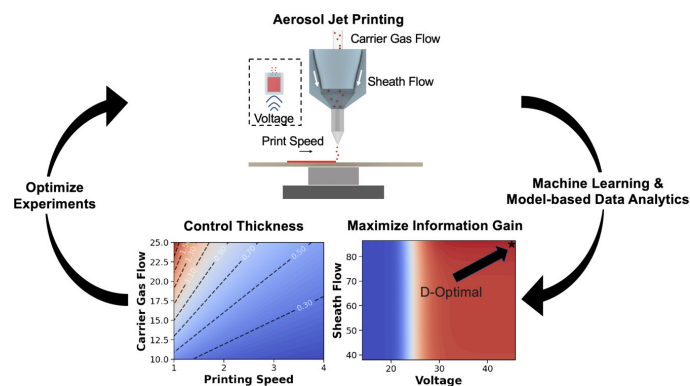 Aerosol Jet Printing
Carrier Gas Flow
Sheath Flow
Voltage
Print Speed
Optimize
Experiments
Machine Learning &
Model-based Data Analytics
Control Thickness
Carrier Gas Flow
25.0
22.5
20.0
17.5
15.0
12.5
10.0
0.70
0.50
0.30
1
2
3
4
Printing Speed
Maximize Information Gain
Sheath Flow
80
70
60
50
40
D-Optimal
20
30
40
Voltage